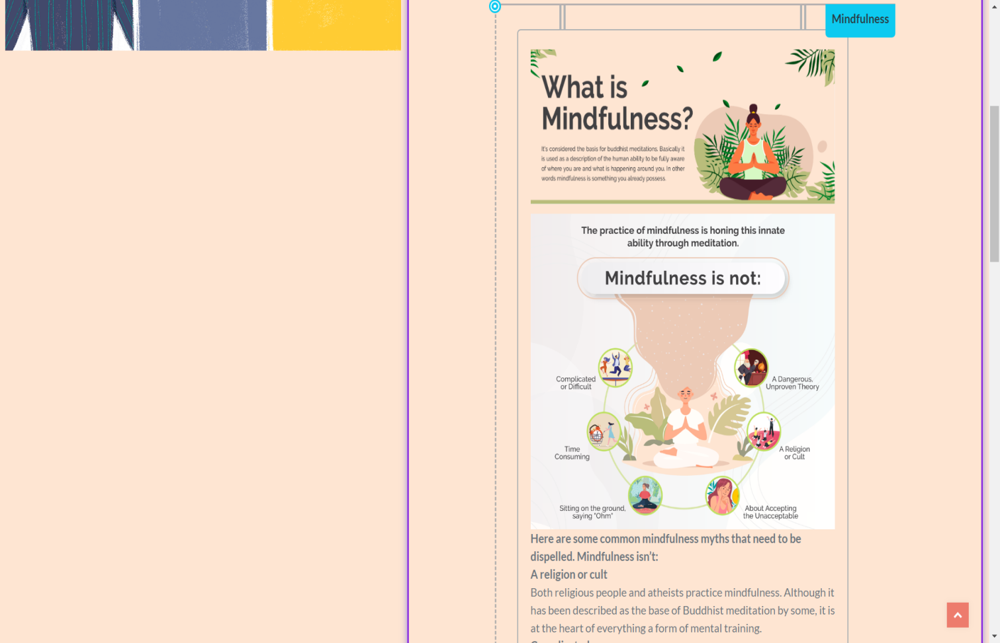 Mindfulness
What is
Mindfulness?
It's considered the basis for buddhist meditations. Basically it
is used as a description of the human ability to be fully aware
of where you are and what is happening around you. In other
words mindfulness is something you already possess.
The practice of mindfulness is honing this innate
ability through meditation.
Mindfulness is not:
Complicated
or Difficult
A Dangerous,
Unproven Theory
Time
Consuming
A Religion
or Cult
Sitting on the ground,
saying "Ohm"
About Accepting
the Unacceptable
Here are some common mindfulness myths that need to be
dispelled. Mindfulness isn’t:
A religion or cult
Both religious people and atheists practice mindfulness. Although it
has been described as the base of Buddhist meditation by some, it is
at the heart of everything a form of mental training.